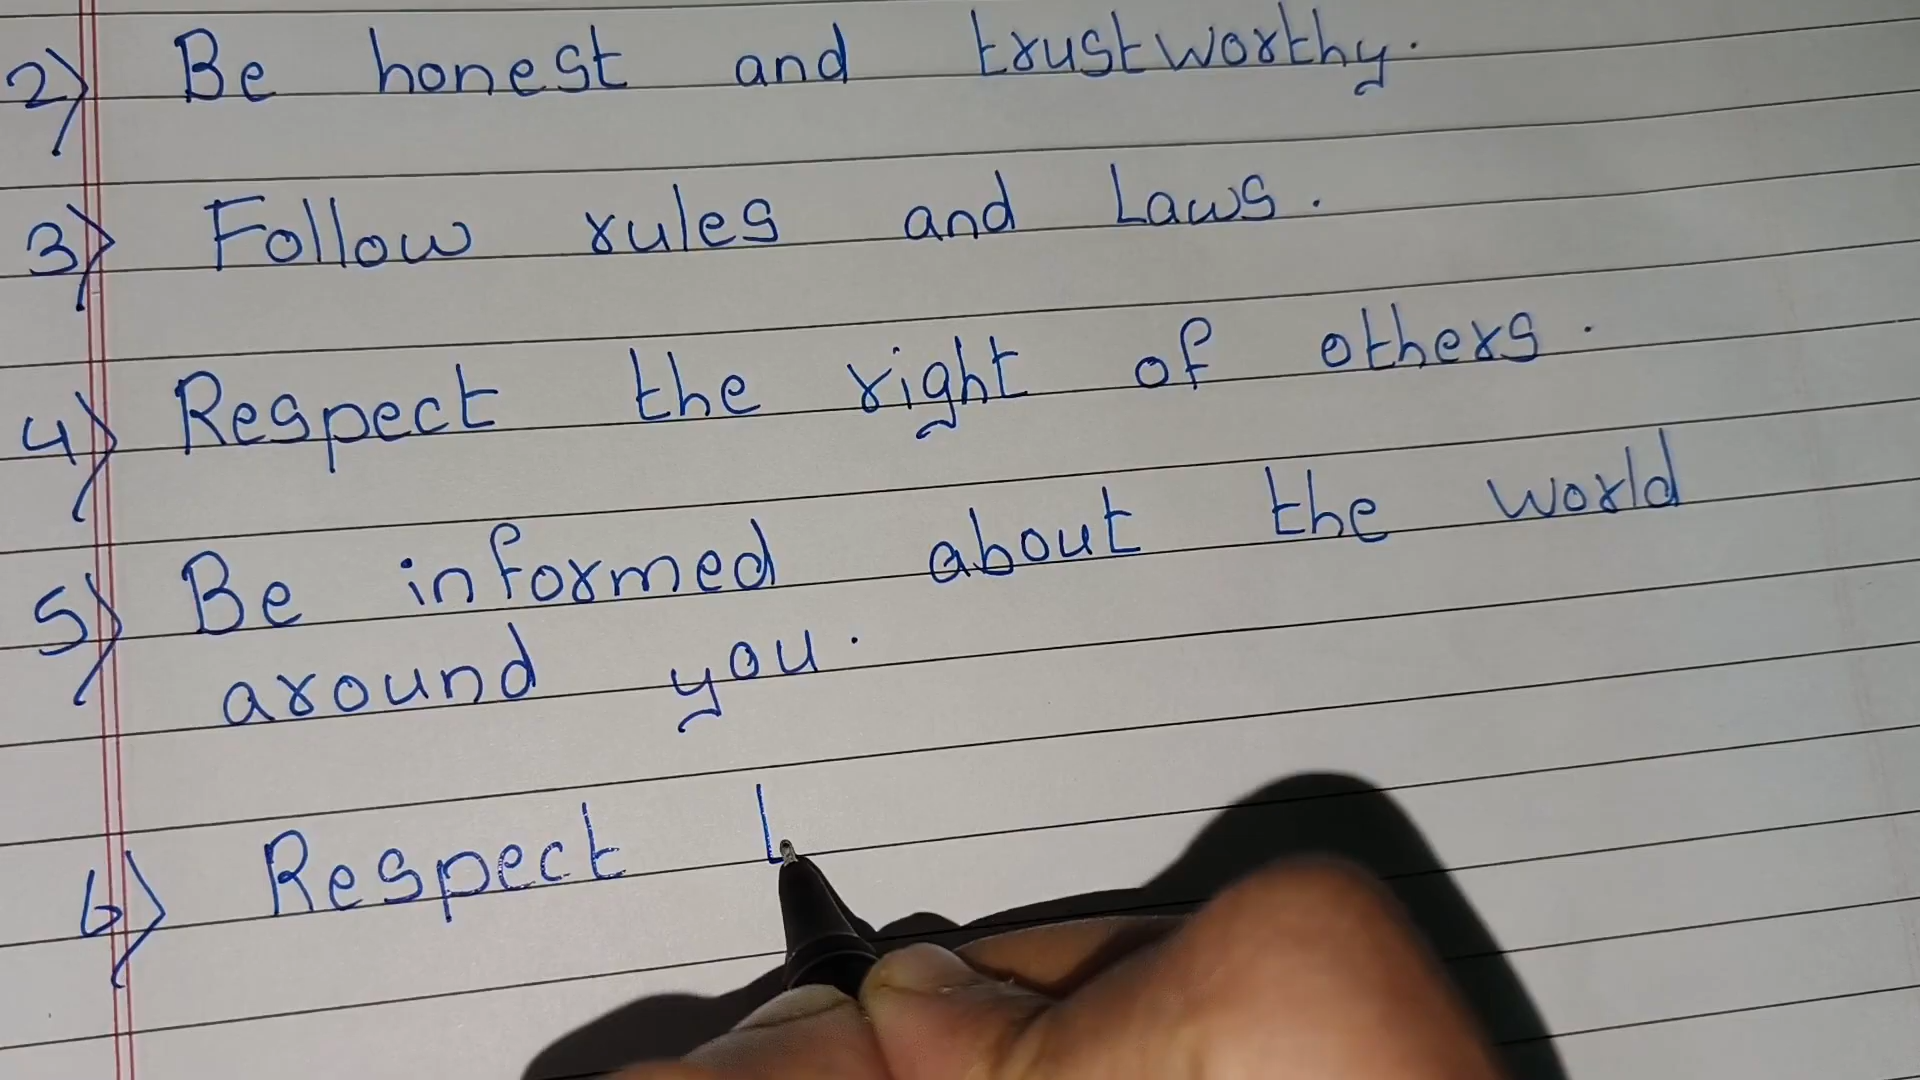 2) Be honest and trustworthy.
3) Follow rules and Laws.
4) Respect the right of others.
5) Be informed about the world
around you.
6) Respect